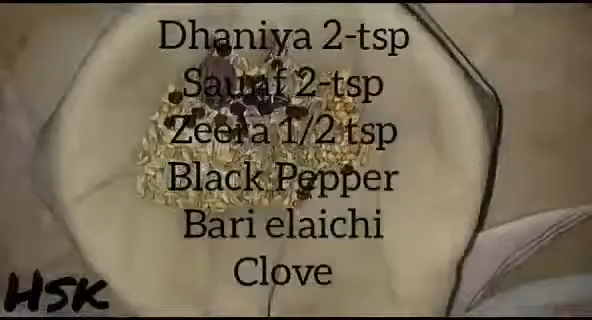 Dhaniya 2-tsp
Saunf 2-tsp
Zeera 1/2 tsp
Black Pepper
Bari elaichi
Clove
HSK